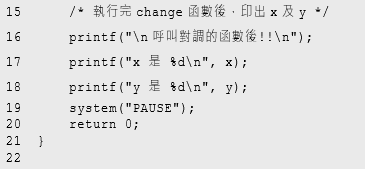 15 /* 執行完 change 函數後，印出 x 及 y */
16 printf("\n 呼叫對調的函數後!!\n");
17 printf("x 是 %d\n", x);
18 printf("y 是 %d\n", y);
19 system("PAUSE");
20 return 0;
21 }
22